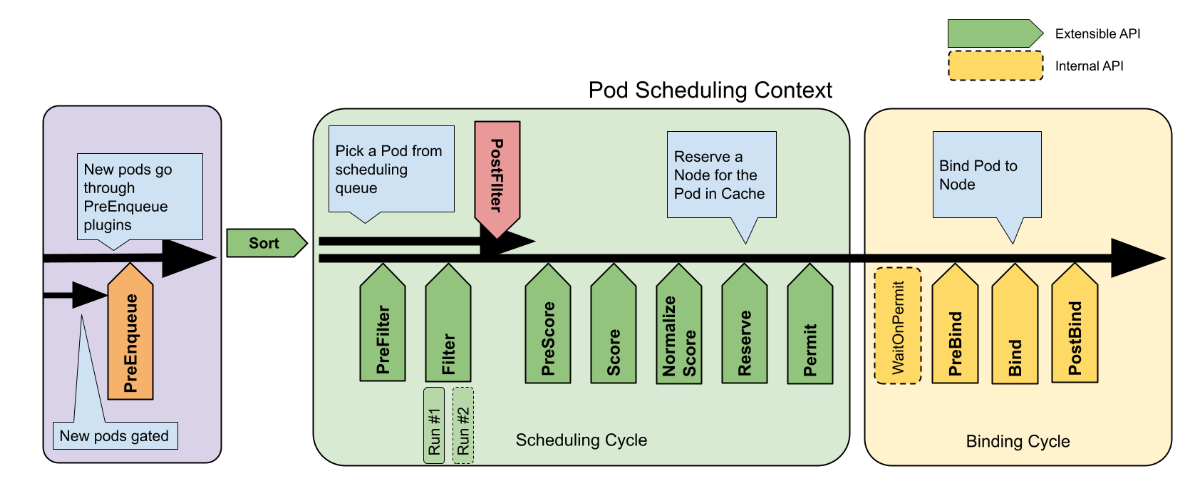 Extensible API
Internal API
Pod Scheduling Context
New pods go
through
PreEnqueue
plugins
PreEnqueue
New pods gated
Sort
Pick a Pod from
scheduling
queue
PostFIlter
Reserve a
Node for the
Pod in Cache
PreFilter
Filter
Run #1
Run #2
PreScore
Score
Normalize
Score
Reserve
Permit
Scheduling Cycle
Bind Pod to
Node
WaitOnPermit
PreBind
Bind
PostBind
Binding Cycle